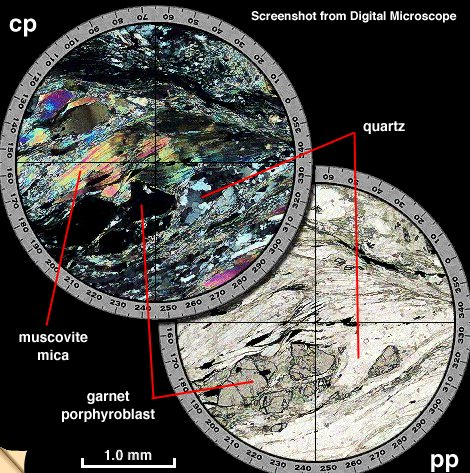 cp
Screenshot from Digital Microscope
quartz
muscovite
mica
garnet
porphyroblast
1.0 mm
pp